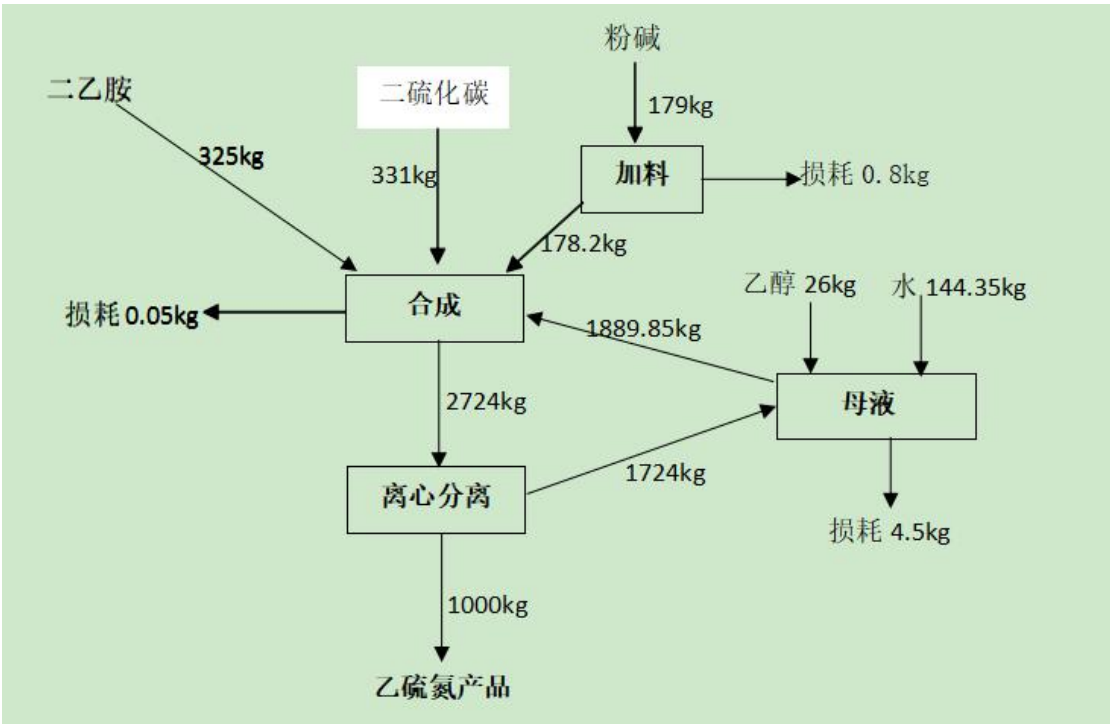 粉碱
二乙胺
二硫化碳
179kg
325kg
331kg
加料
损耗 0.8kg
178.2kg
乙醇 26kg
水 144.35kg
合成
损耗 0.05kg
1889.85kg
2724kg
母液
1724kg
离心分离
损耗 4.5kg
1000kg
乙硫氮产品